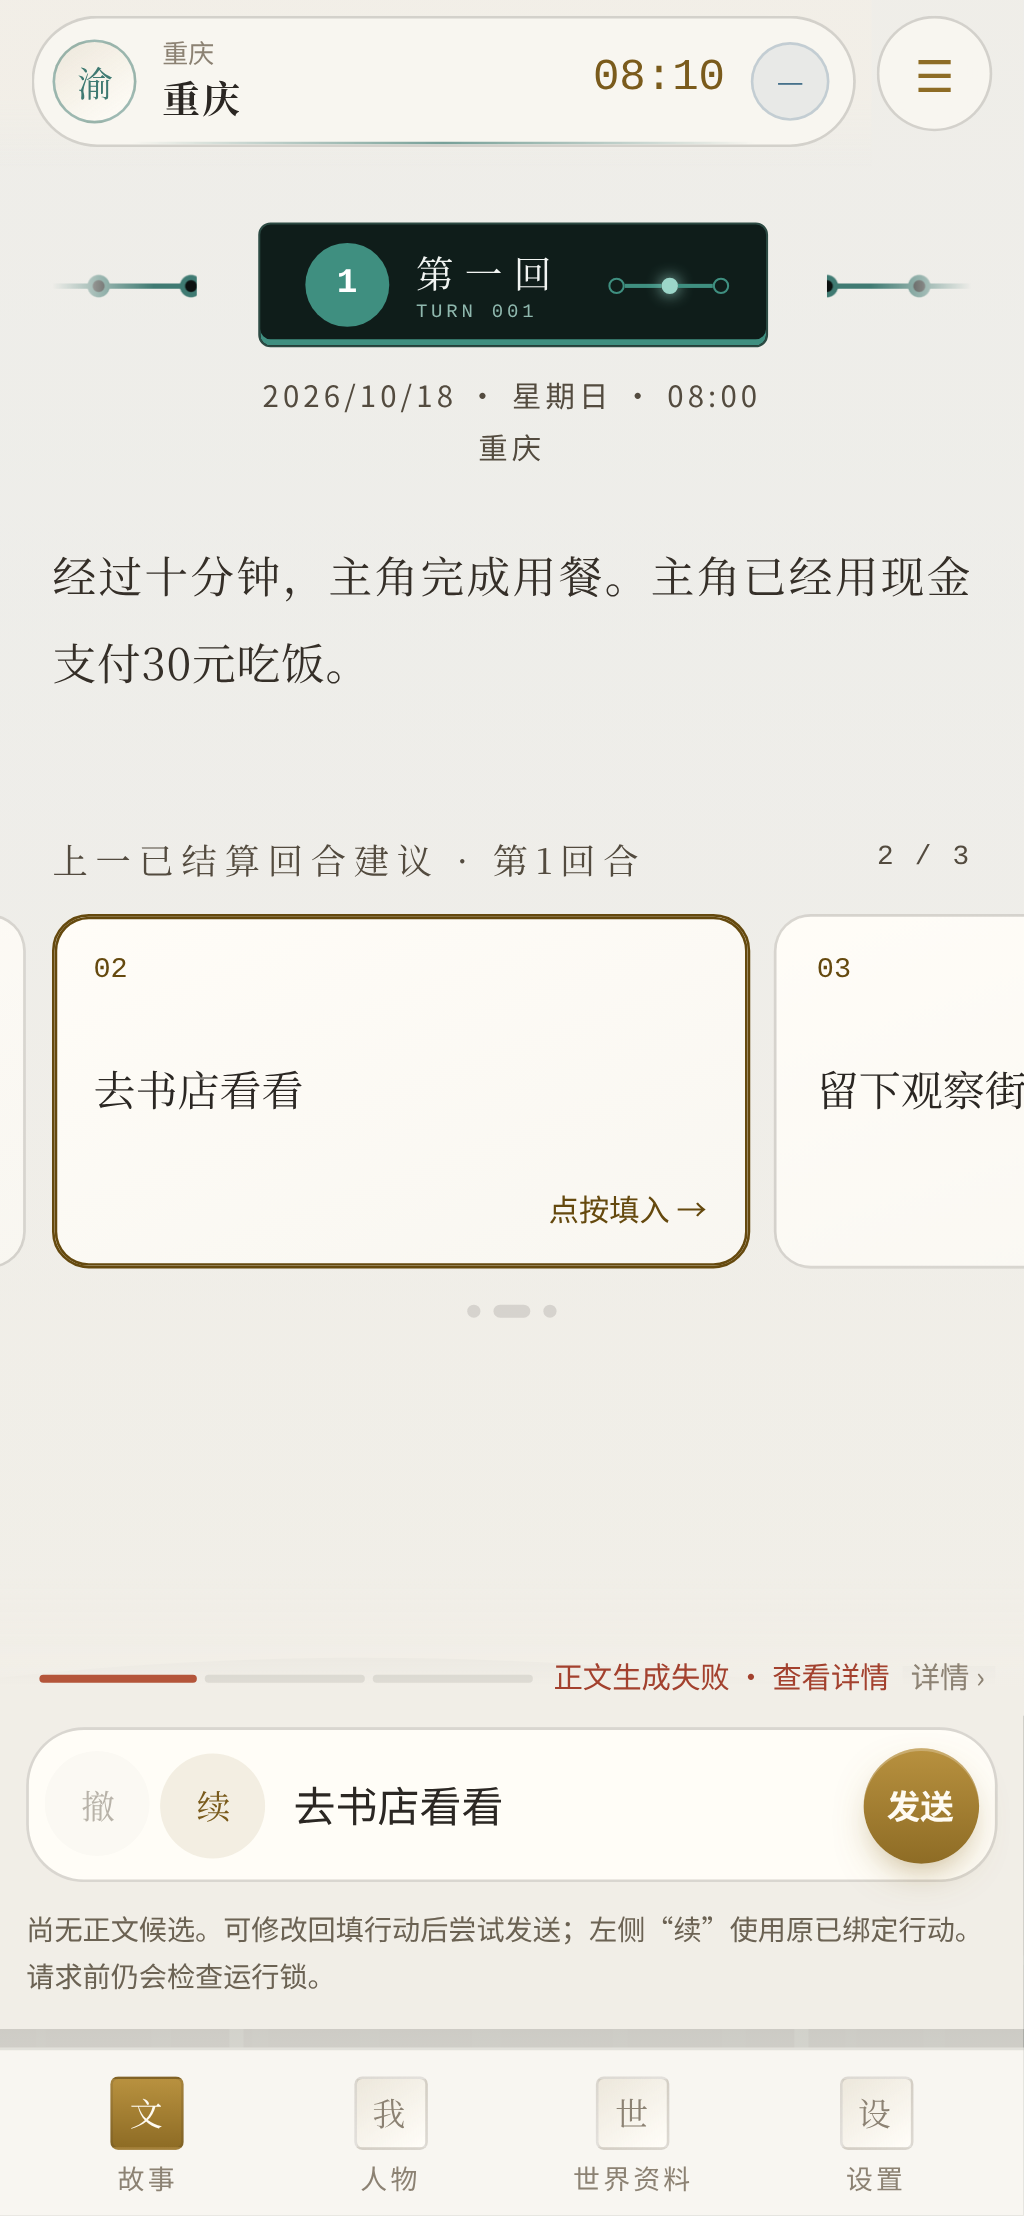 渝
重庆
重庆
08:10
—
☰
1
第一回
TURN 001
2026/10/18 · 星期日 · 08:00
重庆
经过十分钟，主角完成用餐。主角已经用现金
支付30元吃饭。
上一已结算回合建议 · 第1回合
2 / 3
02
去书店看看
点按填入 →
03
留下观察街
正文生成失败 · 查看详情
详情 ›
撤
续
去书店看看
发送
尚无正文候选。可修改回填行动后尝试发送；左侧“续”使用原已绑定行动。
请求前仍会检查运行锁。
文
故事
我
人物
世
世界资料
设
设置